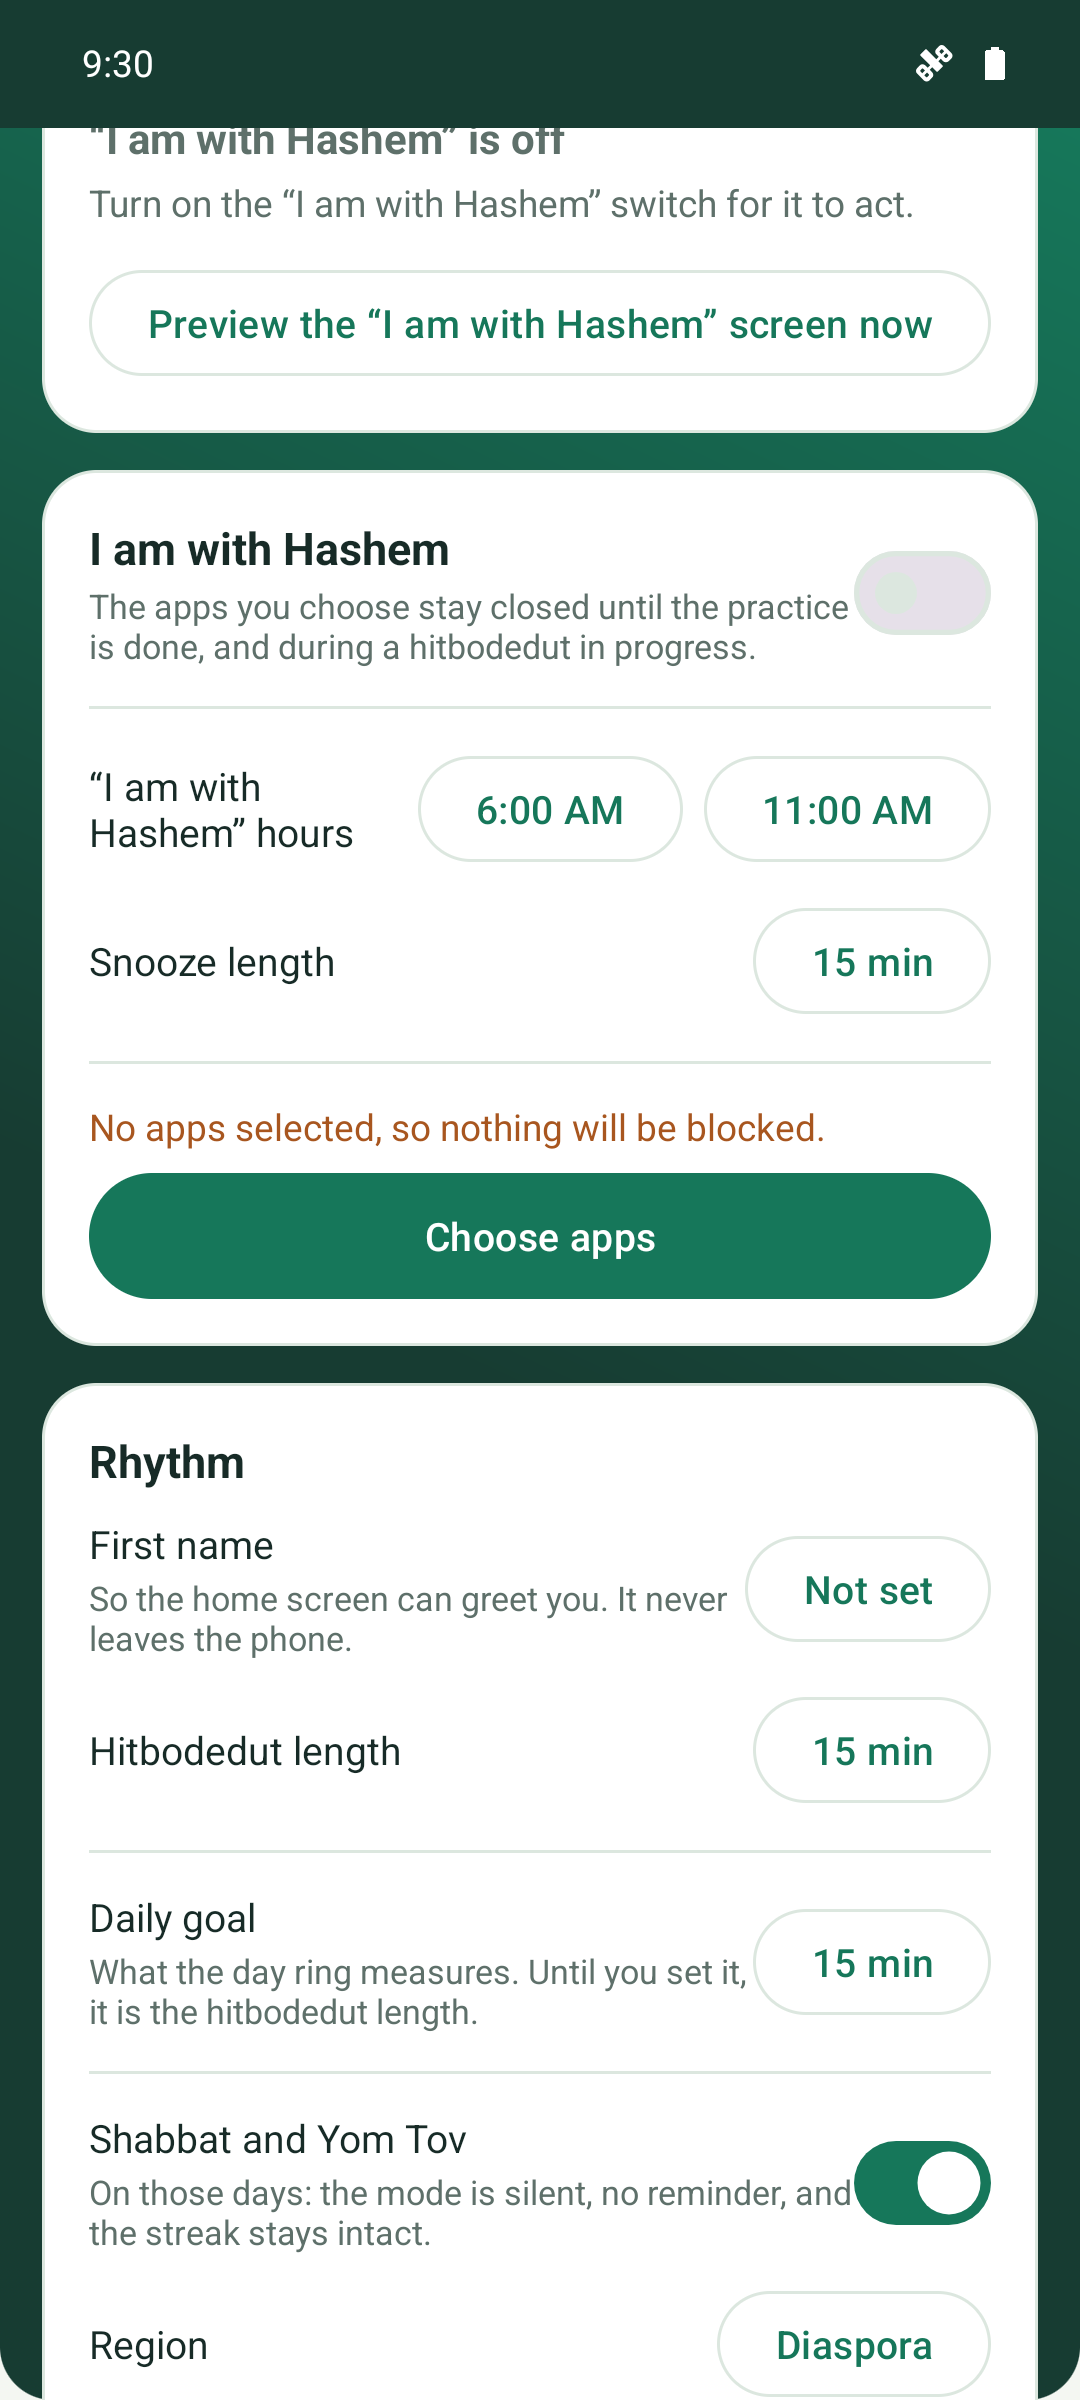 9:30
“I am with Hashem” is off
Turn on the “I am with Hashem” switch for it to act.
Preview the “I am with Hashem” screen now
I am with Hashem
The apps you choose stay closed until the practice
is done, and during a hitbodedut in progress.
“I am with
Hashem” hours
6:00 AM
11:00 AM
Snooze length
15 min
No apps selected, so nothing will be blocked.
Choose apps
Rhythm
First name
So the home screen can greet you. It never
leaves the phone.
Not set
Hitbodedut length
15 min
Daily goal
What the day ring measures. Until you set it,
it is the hitbodedut length.
15 min
Shabbat and Yom Tov
On those days: the mode is silent, no reminder, and
the streak stays intact.
Region
Diaspora